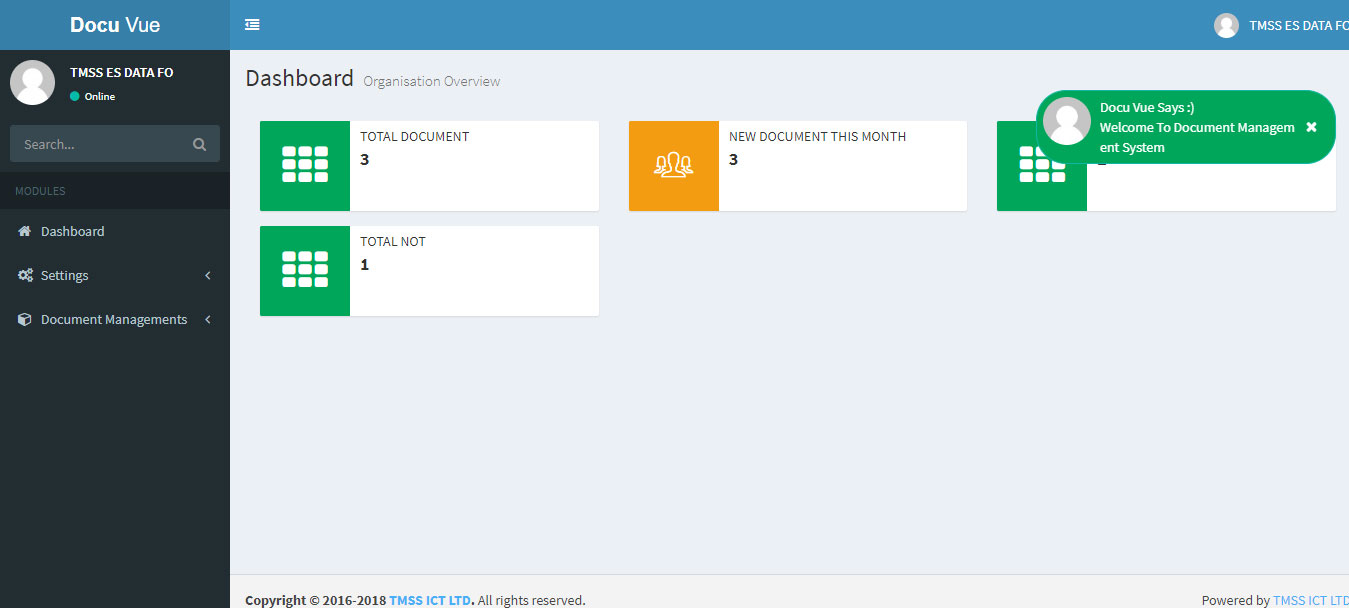 Docu Vue
TMSS ES DATA FO
TMSS ES DATA FO
Online
Search...
MODULES
Dashboard
Settings
Document Managements
Dashboard Organisation Overview
TOTAL DOCUMENT
3
NEW DOCUMENT THIS MONTH
3
Docu Vue Says :)
Welcome To Document Managem
ent System
TOTAL NOT
1
Copyright © 2016-2018 TMSS ICT LTD. All rights reserved.
Powered by TMSS ICT LTD